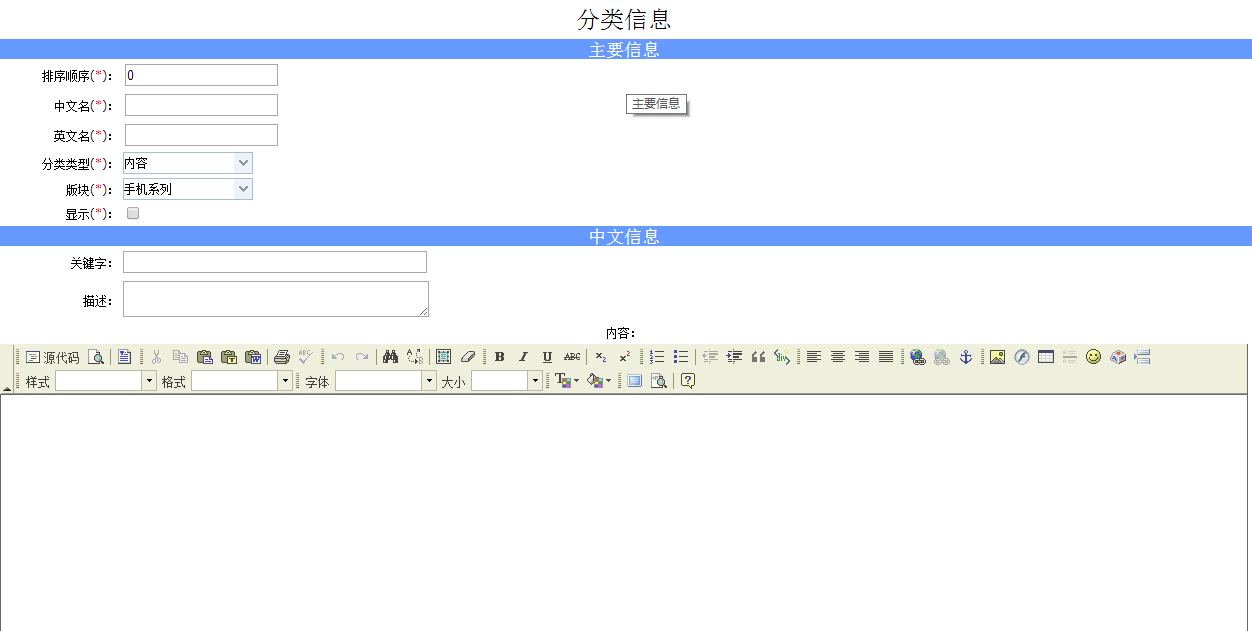 分类信息
主要信息
排序顺序(*)： 0
中文名(*)：
主要信息
英文名(*)：
分类类型(*)： 内容
版块(*)： 手机系列
显示(*)：
中文信息
关键字：
描述：
内容：
源代码 B I U ABC
样式 格式 字体 大小